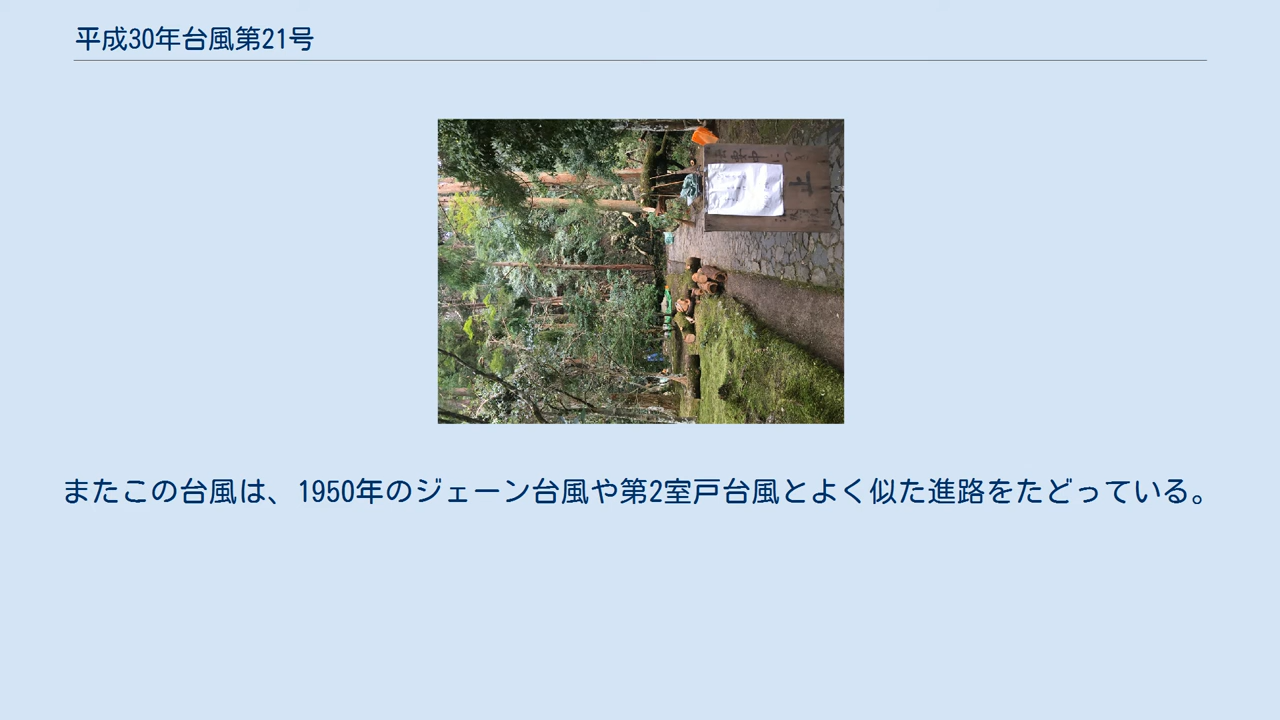 平成30年台風第21号
止
またこの台風は、1950年のジェーン台風や第2室戸台風とよく似た進路をたどっている。